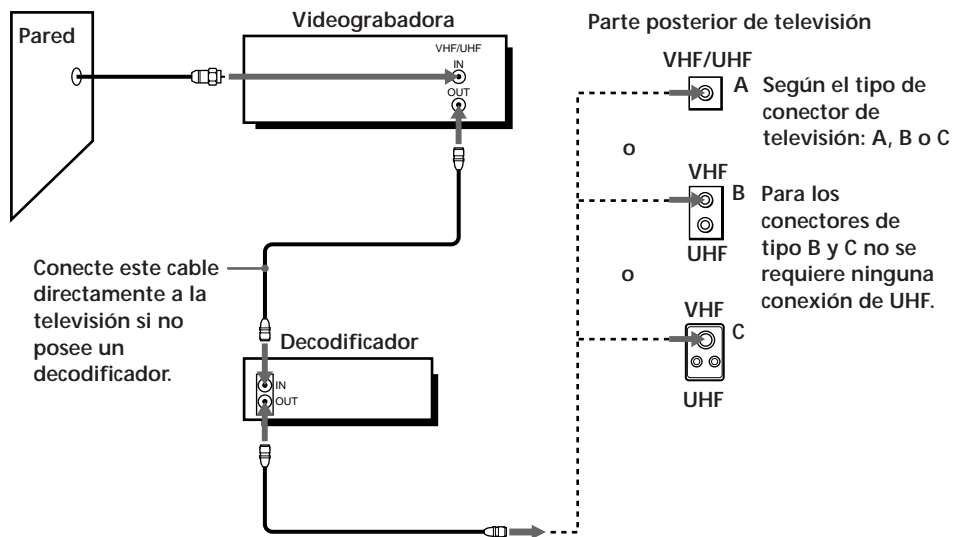 Pared
Videograbadora
VHF/UHF
IN
OUT
Conecte este cable
directamente a la
televisión si no
posee un
decodificador.
Decodificador
IN
OUT
Parte posterior de televisión
VHF/UHF
A
Según el tipo de
conector de
televisión: A, B o C
o
VHF
B
UHF
Para los
conectores de
tipo B y C no se
requiere ninguna
conexión de UHF.
o
VHF
C
UHF